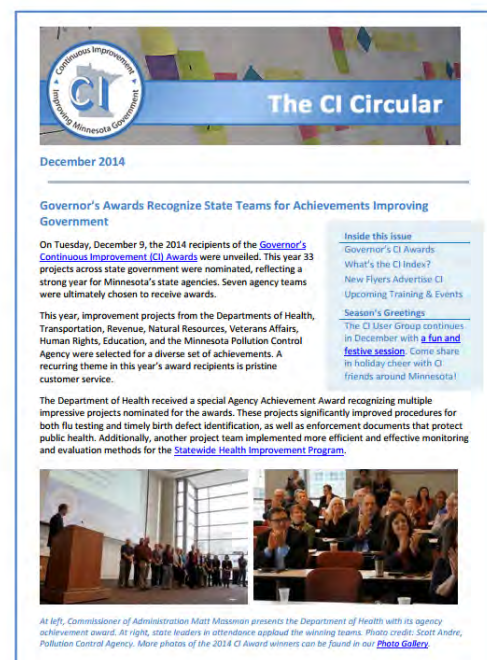 Continuous Improvement
CI
Improving Minnesota Government
The CI Circular
December 2014
Governor's Awards Recognize State Teams for Achievements Improving
Government
On Tuesday, December 9, the 2014 recipients of the Governor's
Continuous Improvement (CI) Awards were unveiled. This year 33
projects across state government were nominated, reflecting a
strong year for Minnesota's state agencies. Seven agency teams
were ultimately chosen to receive awards.
This year, improvement projects from the Departments of Health,
Transportation, Revenue, Natural Resources, Veterans Affairs,
Human Rights, Education, and the Minnesota Pollution Control
Agency were selected for a diverse set of achievements. A
recurring theme in this year's award recipients is pristine
customer service.
Inside this issue
Governor's CI Awards
What's the CI Index?
New Flyers Advertise CI
Upcoming Training & Events
Season's Greetings
The CI User Group continues
in December with a fun and
festive session. Come share
in holiday cheer with CI
friends around Minnesota!
The Department of Health received a special Agency Achievement Award recognizing multiple
impressive projects nominated for the awards. These projects significantly improved procedures for
both flu testing and timely birth defect identification, as well as enforcement documents that protect
public health. Additionally, another project team implemented more efficient and effective monitoring
and evaluation methods for the Statewide Health Improvement Program.
At left, Commissioner of Administration Matt Massman presents the Department of Health with its agency
achievement award. At right, state leaders in attendance applaud the winning teams. Photo credit: Scott Andre,
Pollution Control Agency. More photos of the 2014 CI Award winners can be found in our Photo Gallery.